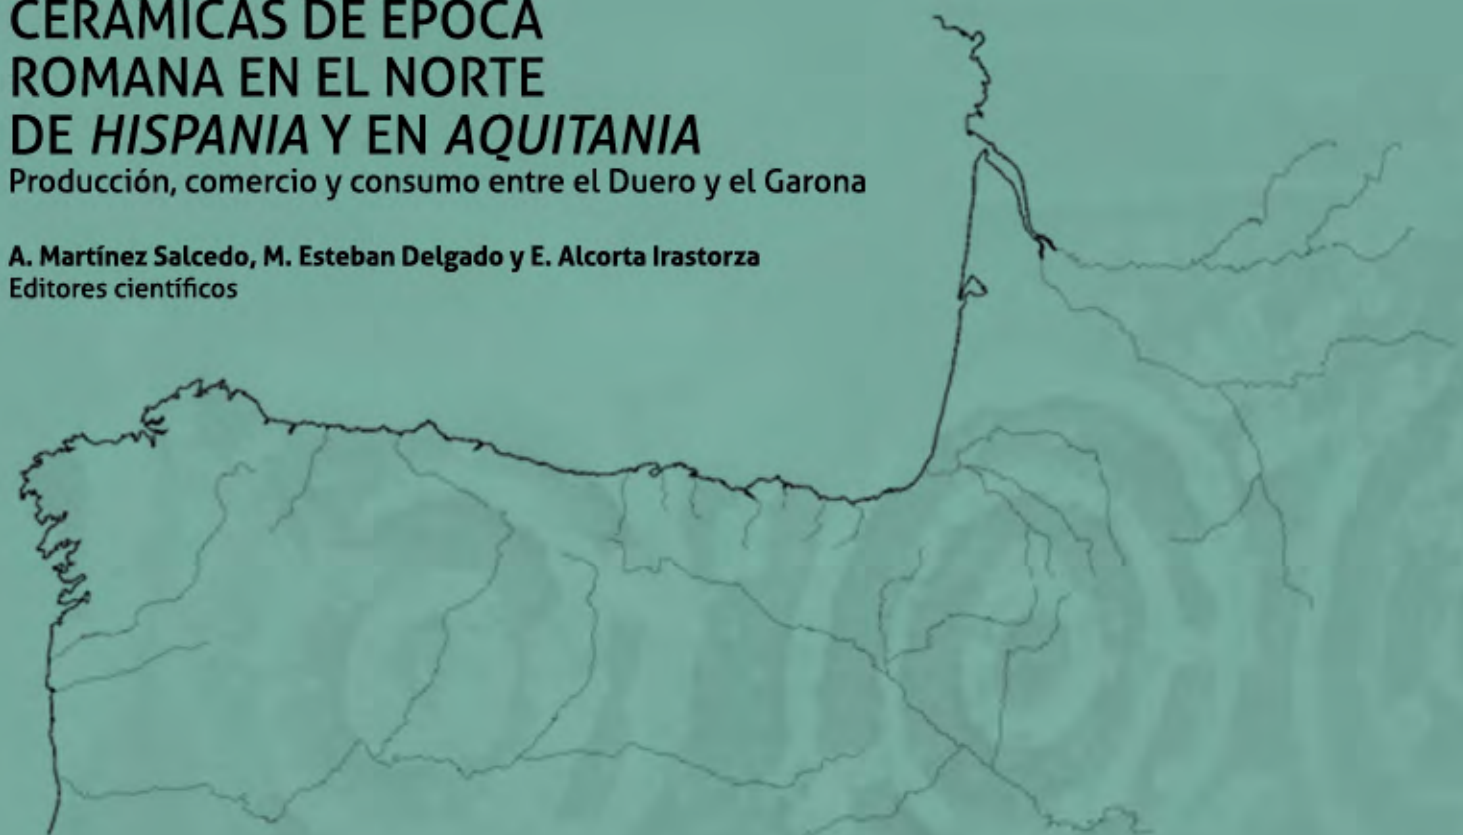 CERÁMICAS DE ÉPOCA
ROMANA EN EL NORTE
DE HISPANIA Y EN AQUITANIA
Producción, comercio y consumo entre el Duero y el Garona
A. Martínez Salcedo, M. Esteban Delgado y E. Alcorta Irastorza
Editores científicos